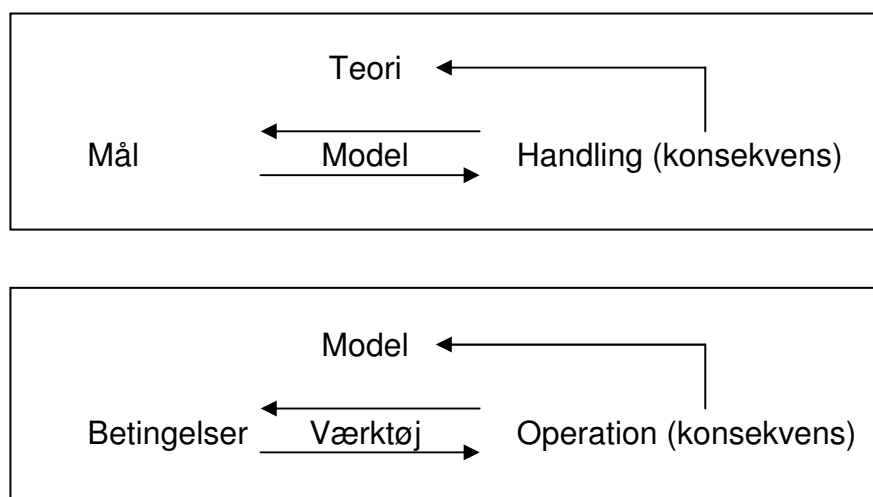 Teori
Mål Model Handling (konsekvens)
Model
Betingelser Værktøj Operation (konsekvens)